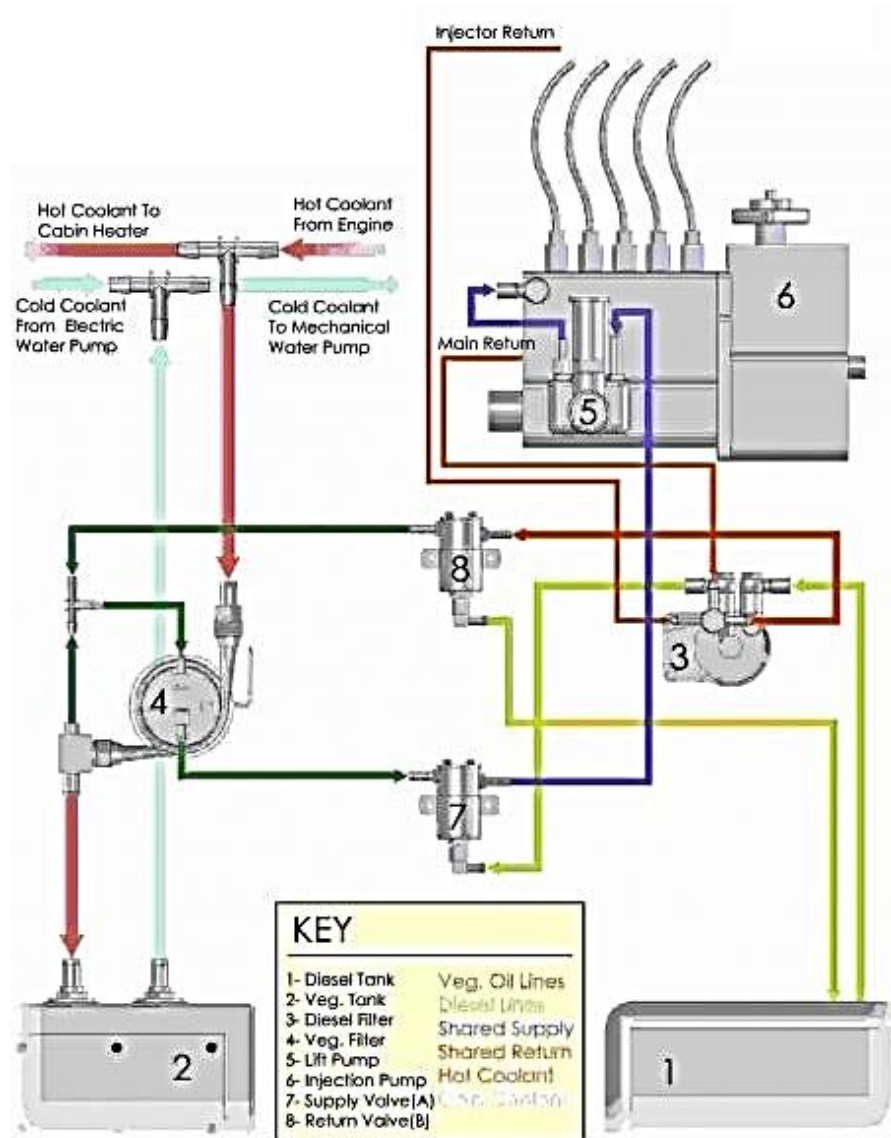 Injector Return
Hot Coolant To
Cabin Heater
Hot Coolant
From Engine
Cold Coolant
From Electric
Water Pump
Cold Coolant
To Mechanical
Water Pump
Main Return
6
5
8
3
4
7
2
1
KEY
1- Diesel Tank
2- Veg. Tank
3- Diesel Filter
4- Veg. Filter
5- Lift Pump
6- Injection Pump
7- Supply Valve(A)
8- Return Valve(B)
Veg. Oil Lines
Diesel Lines
Shared Supply
Shared Return
Hot Coolant
Coolant